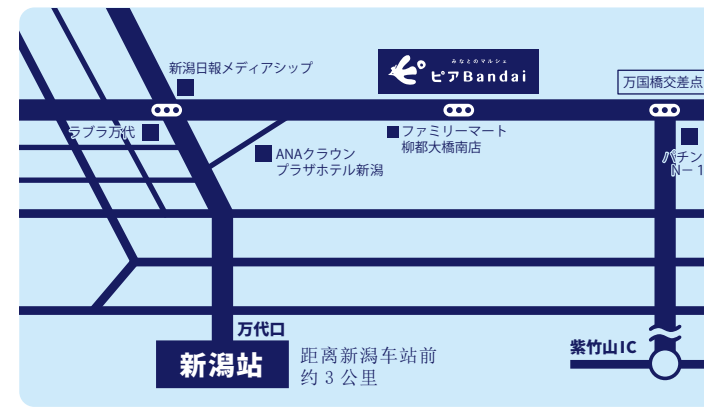 新潟日報メディアシップ
みなとのマルシェ
ピアBandai
万国橋交差点
ラブラ万代
ファミリーマート
柳都大橋南店
ANAクラウン
プラザホテル新潟
パチン
N－1
万代口
新潟站
距离新潟车站前
约 3 公里
紫竹山IC